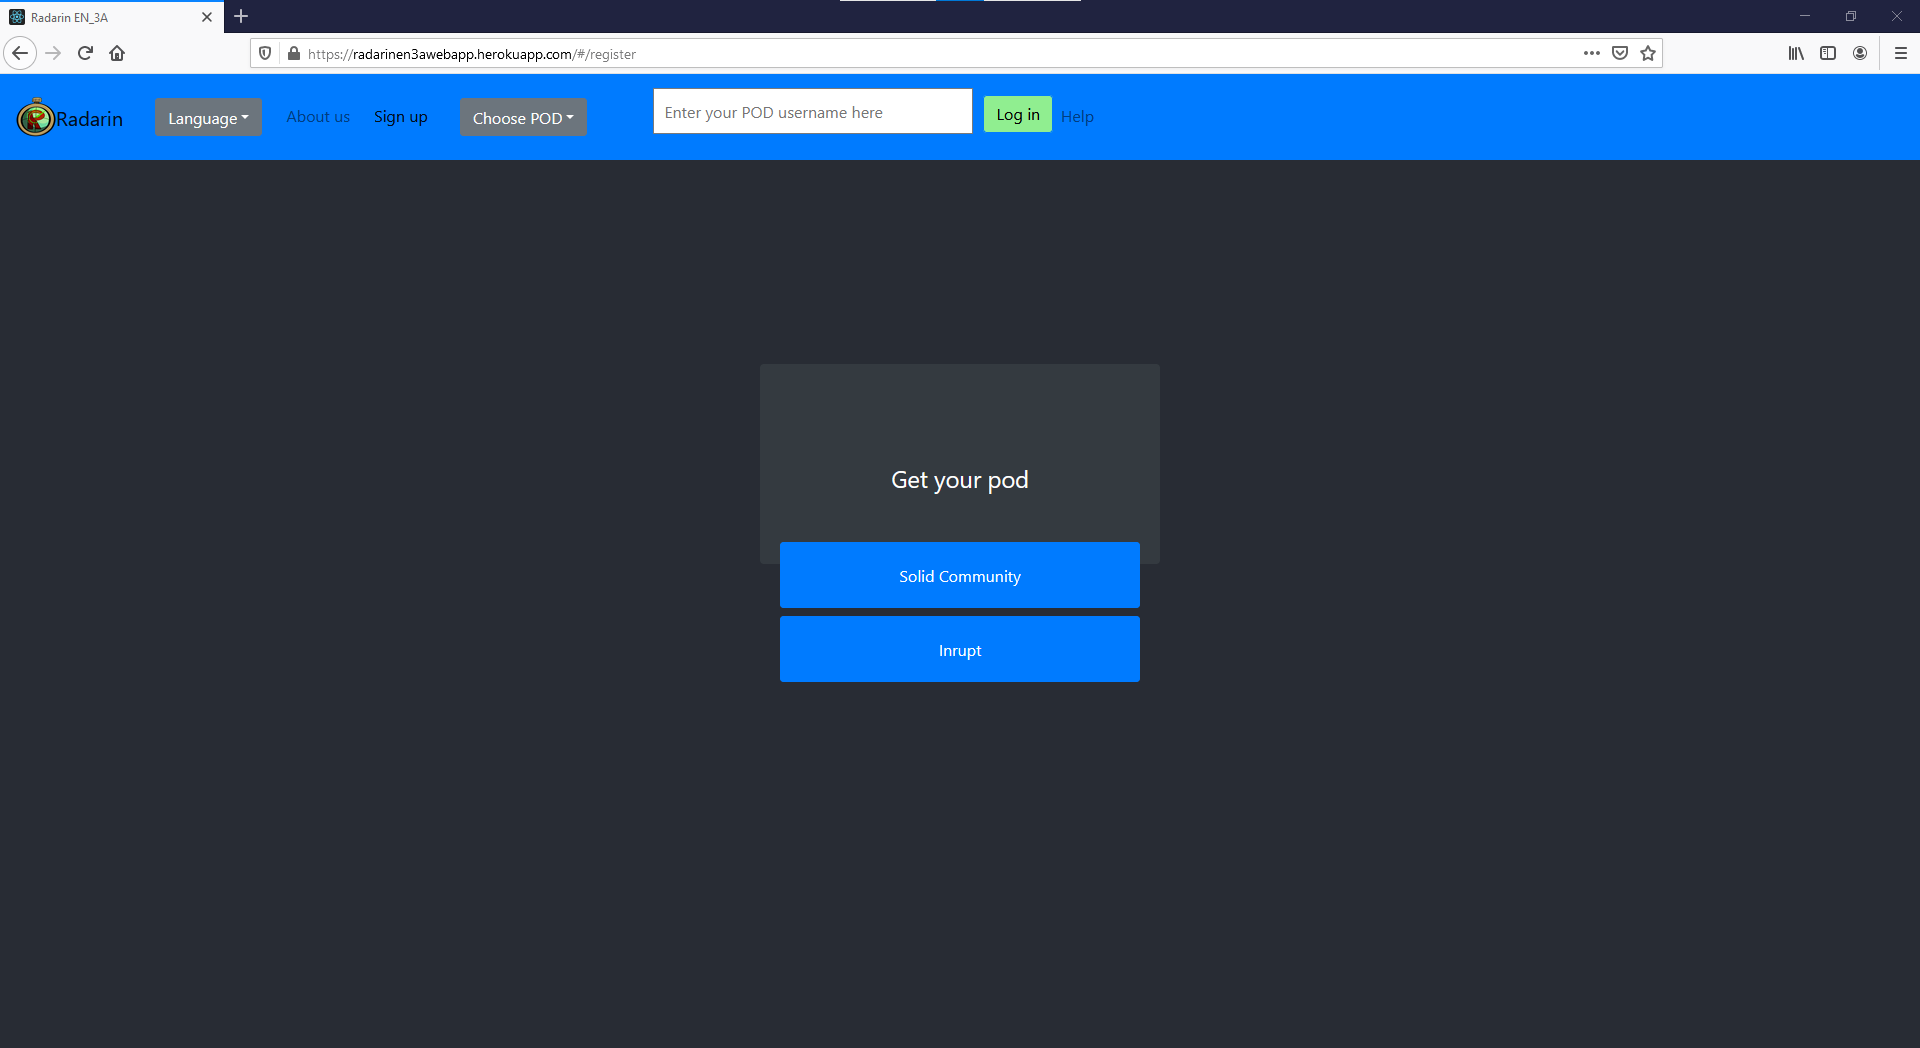 Radarin EN_3A
https://radarinen3awebapp.herokuapp.com/#/register
Radarin
Language
About us
Sign up
Choose POD
Enter your POD username here
Log in
Help
Get your pod
Solid Community
Inrupt